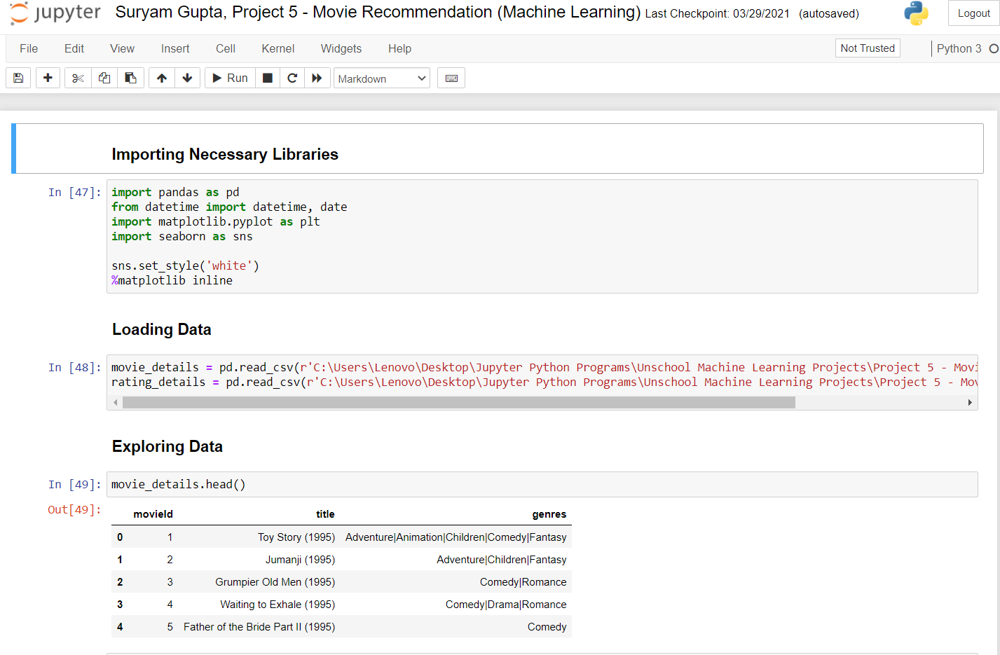 jupyter Suryam Gupta, Project 5 - Movie Recommendation (Machine Learning) Last Checkpoint: 03/29/2021 (autosaved) Logout
File Edit View Insert Cell Kernel Widgets Help Not Trusted Python 3
Run Markdown
Importing Necessary Libraries
In [47]: import pandas as pd
from datetime import datetime, date
import matplotlib.pyplot as plt
import seaborn as sns
sns.set_style('white')
%matplotlib inline
Loading Data
In [48]: movie_details = pd.read_csv(r'C:\Users\Lenovo\Desktop\Jupyter Python Programs\Unschool Machine Learning Projects\Project 5 - Movi
rating_details = pd.read_csv(r'C:\Users\Lenovo\Desktop\Jupyter Python Programs\Unschool Machine Learning Projects\Project 5 - Mov
Exploring Data
In [49]: movie_details.head()
Out[49]:
movieId title genres
0 1 Toy Story (1995) Adventure|Animation|Children|Comedy|Fantasy
1 2 Jumanji (1995) Adventure|Children|Fantasy
2 3 Grumpier Old Men (1995) Comedy|Romance
3 4 Waiting to Exhale (1995) Comedy|Drama|Romance
4 5 Father of the Bride Part II (1995) Comedy